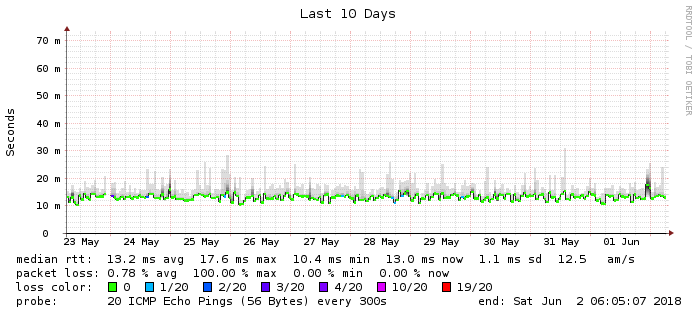 Last 10 Days
RRDTOOL / TOBI OETIKER
Seconds
70 m
60 m
50 m
40 m
30 m
20 m
10 m
0
23 May 24 May 25 May 26 May 27 May 28 May 29 May 30 May 31 May 01 Jun
median rtt: 13.2 ms avg 17.6 ms max 10.4 ms min 13.0 ms now 1.1 ms sd 12.5 am/s
packet loss: 0.78 % avg 100.00 % max 0.00 % min 0.00 % now
loss color: 0 1/20 2/20 3/20 4/20 10/20 19/20
probe: 20 ICMP Echo Pings (56 Bytes) every 300s end: Sat Jun 2 06:05:07 2018